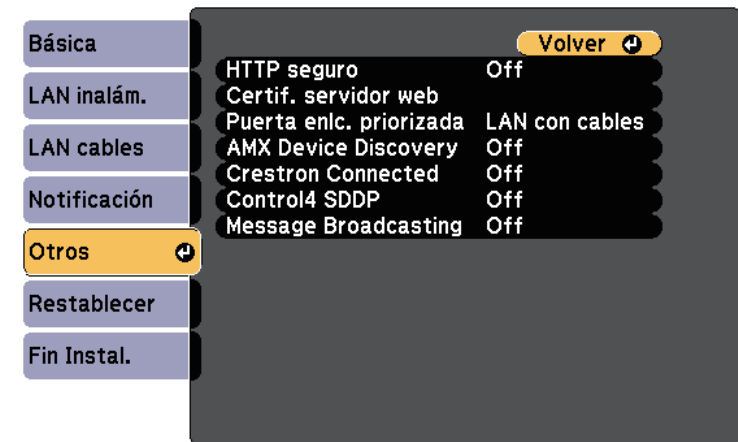 Básica
LAN inalám.
LAN cables
Notificación
Otros
Restablecer
Fin Instal.
Volver
HTTP seguro Off
Certif. servidor web
Puerta enlc. priorizada LAN con cables
AMX Device Discovery Off
Crestron Connected Off
Control4 SDDP Off
Message Broadcasting Off